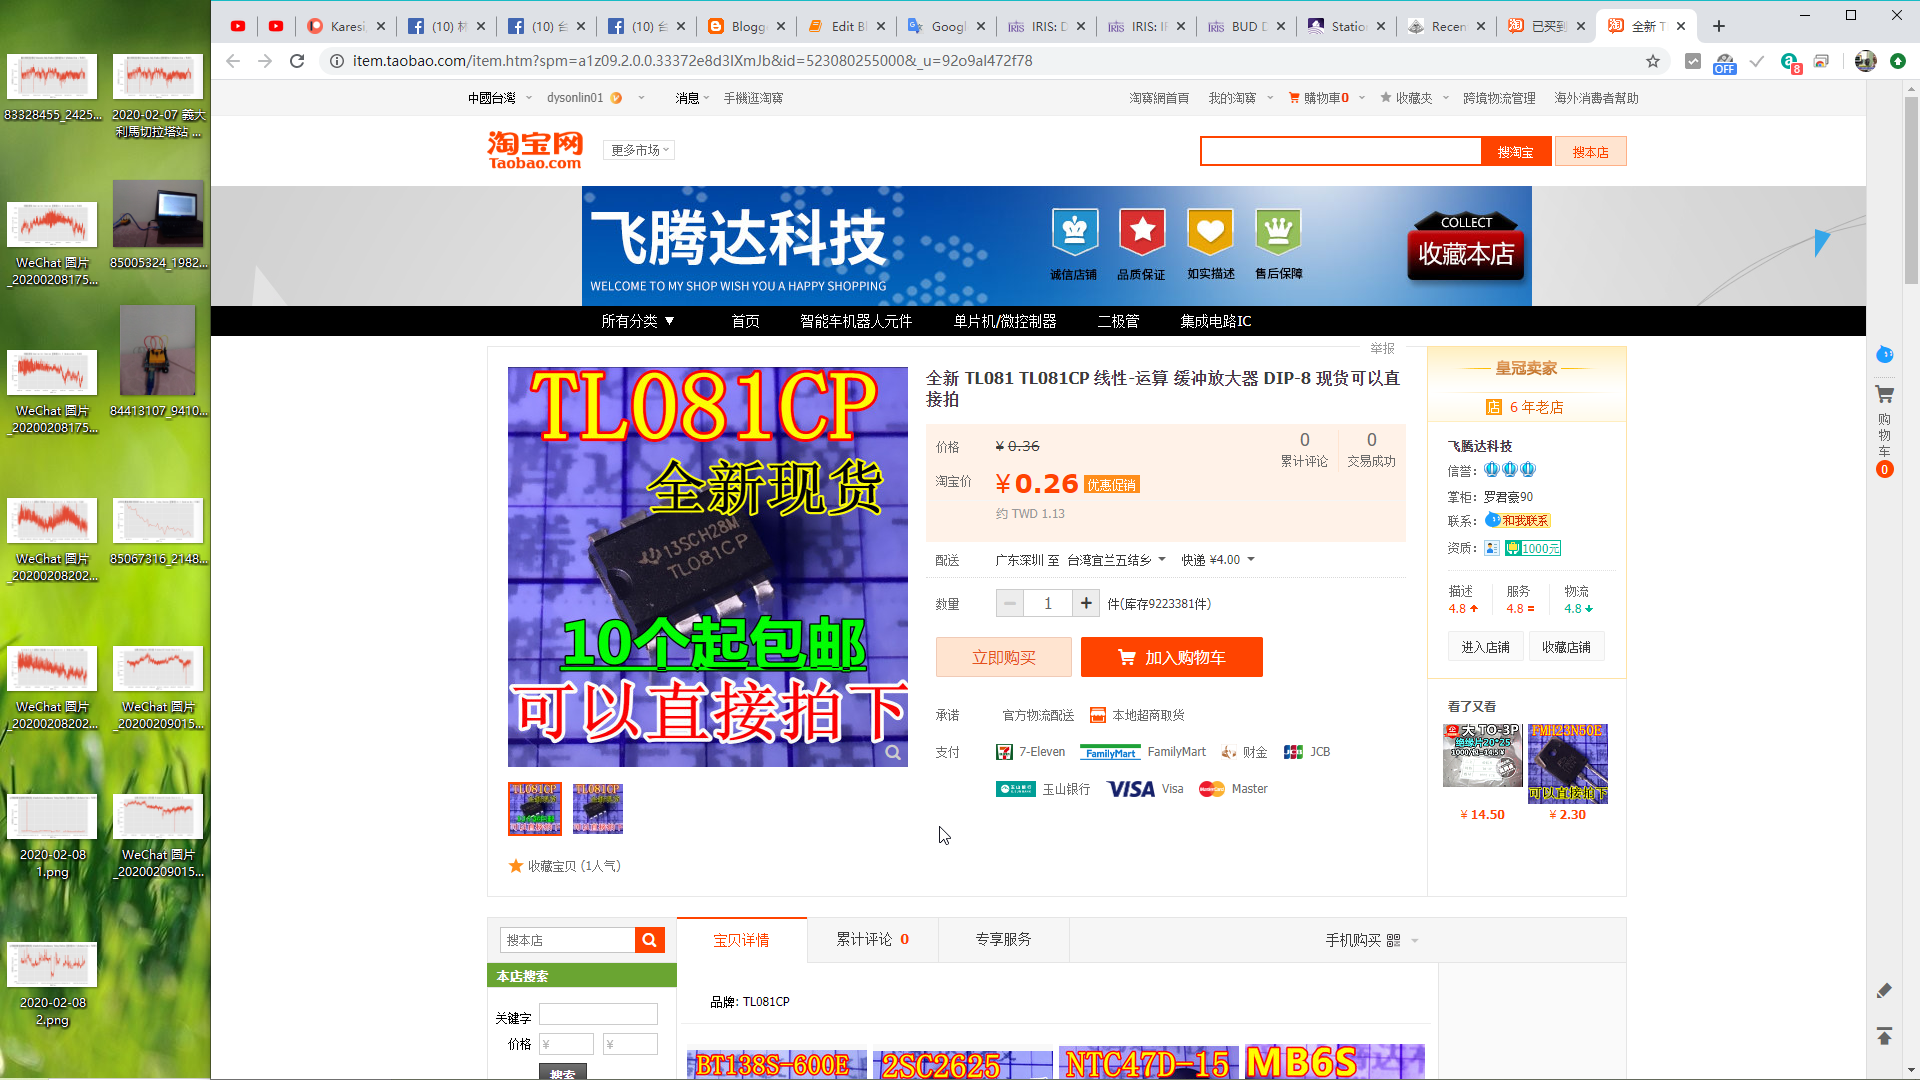 83328455_2425...
2020-02-07 義大
利馬切拉塔站 ...
WeChat 圖片
_20200208175...
85005324_1982...
WeChat 圖片
_20200208175...
84413107_9410...
WeChat 圖片
_20200208202...
85067316_2148...
WeChat 圖片
_20200208202...
WeChat 圖片
_20200209015...
2020-02-08
1.png
WeChat 圖片
_20200209015...
2020-02-08
2.png
Karesi
(10) 林
(10) 台
(10) 台
Blogg
Edit Bl
Googl
IRIS: D
IRIS: IF
BUD D
Statio
Recen
已买到
全新 T
item.taobao.com/item.htm?spm=a1z09.2.0.0.33372e8d3IXmJb&id=523080255000&_u=92o9al472f78
OFF
8
中國台灣
dysonlin01
消息
手機逛淘寶
淘寶網首頁
我的淘寶
購物車0
收藏夾
跨境物流管理
海外消費者幫助
淘宝网
Taobao.com
更多市场
搜淘宝
搜本店
飞腾达科技
WELCOME TO MY SHOP WISH YOU A HAPPY SHOPPING
诚信店铺
品质保证
如实描述
售后保障
COLLECT
收藏本店
所有分类 ▼
首页
智能车机器人元件
单片机/微控制器
二极管
集成电路IC
举报
TL081CP
全新现货
13SCH28M
TL081CP
10个起包邮
可以直接拍下
收藏宝贝 (1人气)
全新 TL081 TL081CP 线性-运算 缓冲放大器 DIP-8 现货可以直
接拍
价格
¥ 0.36
0
累计评论
0
交易成功
淘宝价
¥ 0.26
优惠促销
约 TWD 1.13
配送
广东深圳 至 台湾宜兰五结乡
快递 ¥4.00
数量
1
件(库存9223381件)
立即购买
加入购物车
承诺
官方物流配送
本地超商取货
支付
7-Eleven
FamilyMart
FamilyMart
财金
JCB
JCB
玉山银行
VISA
Visa
Master
皇冠卖家
店 6 年老店
飞腾达科技
信誉：
掌柜：罗君豪90
联系：
和我联系
资质：
1000元
描述
服务
物流
4.8
4.8
4.8
进入店铺
收藏店铺
看了又看
大 TO-3P
FMH23N50E
可以直接拍下
¥ 14.50
¥ 2.30
购
物
车
0
搜本店
宝贝详情
累计评论 0
专享服务
手机购买
本店搜索
关键字
价格
¥
¥
搜索
品牌: TL081CP
BT138S-600E
2SC2625
NTC47D-15
MB6S